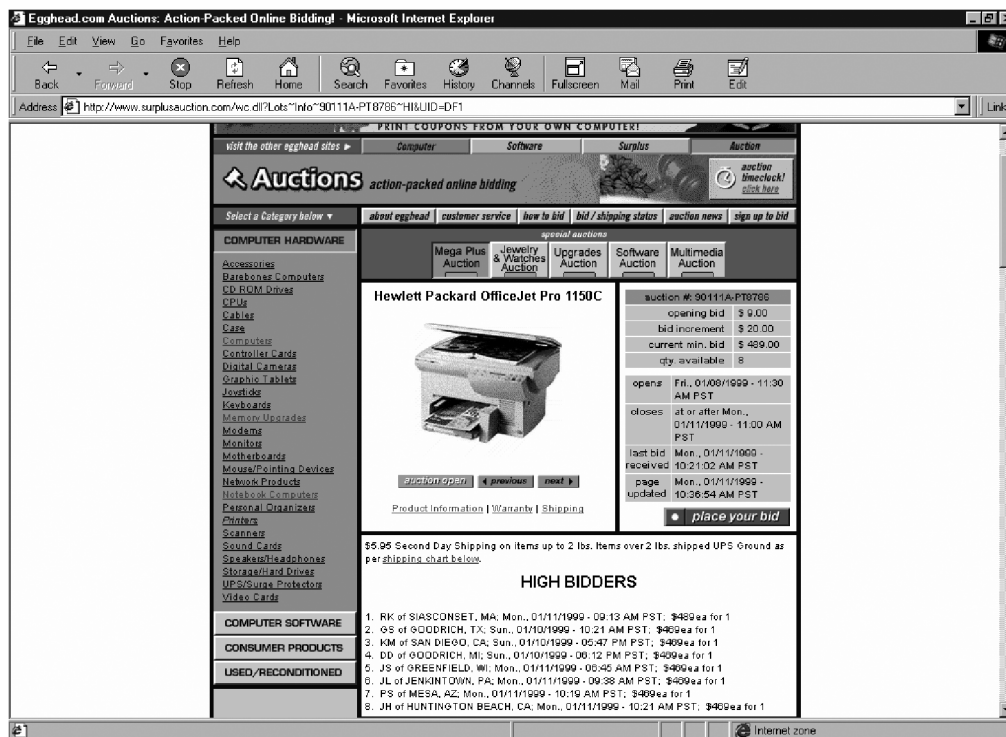 Egghead.com Auctions: Action-Packed Online Bidding! - Microsoft Internet Explorer
File Edit View Go Favorites Help
Back Forward Stop Refresh Home Search Favorites History Channels Fullscreen Mail Print Edit
Address http://www.surplusauction.com/wc.dll?Lots~Info~90111A-PT8786~HI&UID=DF1 Link
PRINT COUPONS FROM YOUR OWN COMPUTER!
visit the other egghead sites Computer Software Surplus Auction
Auctions action-packed online bidding
auction
timeclock!
click here
Select a Category below about egghead customer service how to bid bid / shipping status auction news sign up to bid
special auctions
Mega Plus Auction
Jewelry & Watches Auction
Upgrades Auction
Software Auction
Multimedia Auction
COMPUTER HARDWARE
Accessories
Barebones Computers
CD ROM Drives
CPUs
Cables
Case
Computers
Controller Cards
Digital Cameras
Graphic Tablets
Joysticks
Keyboards
Memory Upgrades
Modems
Monitors
Motherboards
Mouse/Pointing Devices
Network Products
Notebook Computers
Personal Organizers
Printers
Scanners
Sound Cards
Speakers/Headphones
Storage/Hard Drives
UPS/Surge Protectors
Video Cards
COMPUTER SOFTWARE
CONSUMER PRODUCTS
USED/RECONDITIONED
Hewlett Packard OfficeJet Pro 1150C
auction open previous next
Product Information | Warranty | Shipping
auction #: 90111A-PT8786
opening bid $ 9.00
bid increment $ 20.00
current min. bid $ 489.00
qty. available 8
opens Fri., 01/08/1999 - 11:30
AM PST
closes at or after Mon.,
01/11/1999 - 11:00 AM
PST
last bid Mon., 01/11/1999 -
received 10:21:02 AM PST
page Mon., 01/11/1999 -
updated 10:36:54 AM PST
place your bid
$5.95 Second Day Shipping on items up to 2 lbs. Items over 2 lbs. shipped UPS Ground as
per shipping chart below.
HIGH BIDDERS
1. RK of SIASCONSET, MA; Mon., 01/11/1999 - 09:13 AM PST; $489ea for 1
2. GS of GOODRICH, TX; Sun., 01/10/1999 - 10:21 AM PST; $469ea for 1
3. KM of SAN DIEGO, CA; Sun., 01/10/1999 - 05:47 PM PST; $469ea for 1
4. DD of GOODRICH, MI; Sun., 01/10/1999 - 06:12 PM PST; $469ea for 1
5. JS of GREENFIELD, WI; Mon., 01/11/1999 - 06:45 AM PST; $469ea for 1
6. JL of JENKINTOWN, PA; Mon., 01/11/1999 - 09:38 AM PST; $469ea for 1
7. PS of MESA, AZ; Mon., 01/11/1999 - 10:19 AM PST; $469ea for 1
8. JH of HUNTINGTON BEACH, CA; Mon., 01/11/1999 - 10:21 AM PST; $469ea for 1
Internet zone